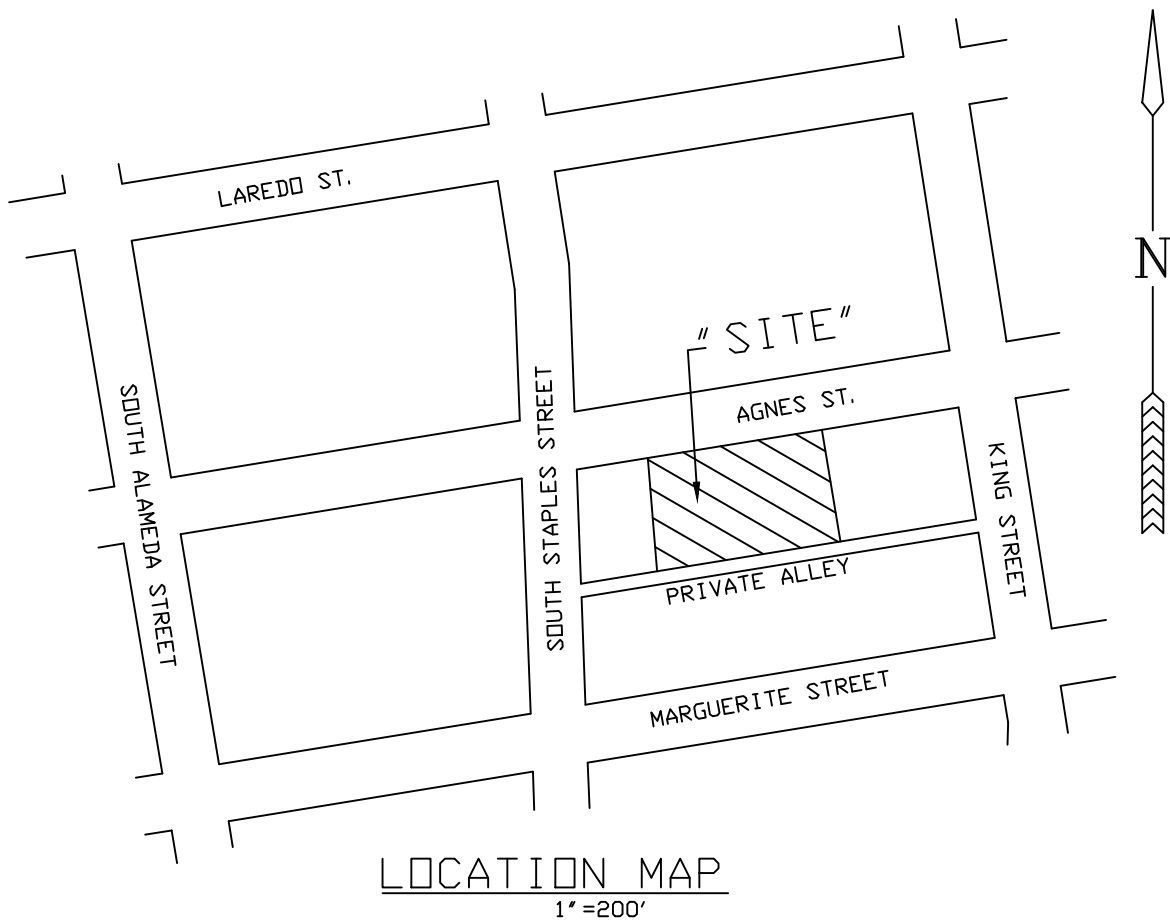 LAREDO ST.
N
"SITE"
SOUTH ALAMEDA STREET
SOUTH STAPLES STREET
AGNES ST.
KING STREET
PRIVATE ALLEY
MARGUERITE STREET
LOCATION MAP
1"=200'